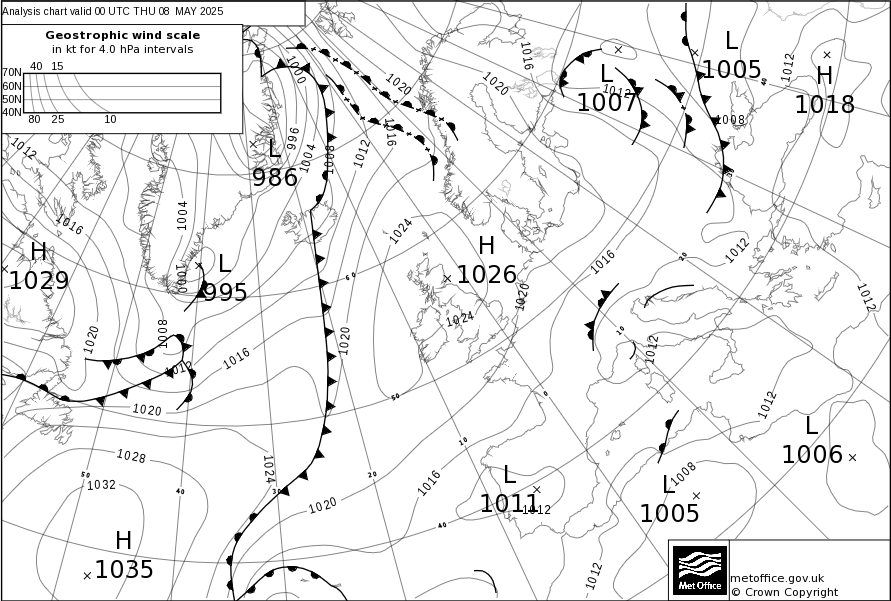 Analysis chart valid 00 UTC THU 08 MAY 2025
Geostrophic wind scale
in kt for 4.0 hPa intervals
40 15
70N
60N
50N
40N
80 25 10
1000
1020
1020
1016
L
1005
1012
H
1018
L
1007
1012
1008
40
996
1004
1008
1012
1016
L
986
1012
1016
1004
1024
H
1029
L
995
1000
60
H
1026
1020
1024
1016
20
1012
1012
1020
1008
1012
1016
1020
10
1012
1020
50
0
1012
1028
1024
10
L
1006
50
1032
40
30
20
1016
L
1011
1012
L
1005
1008
1020
40
H
1035
1012
Met Office
metoffice.gov.uk
© Crown Copyright